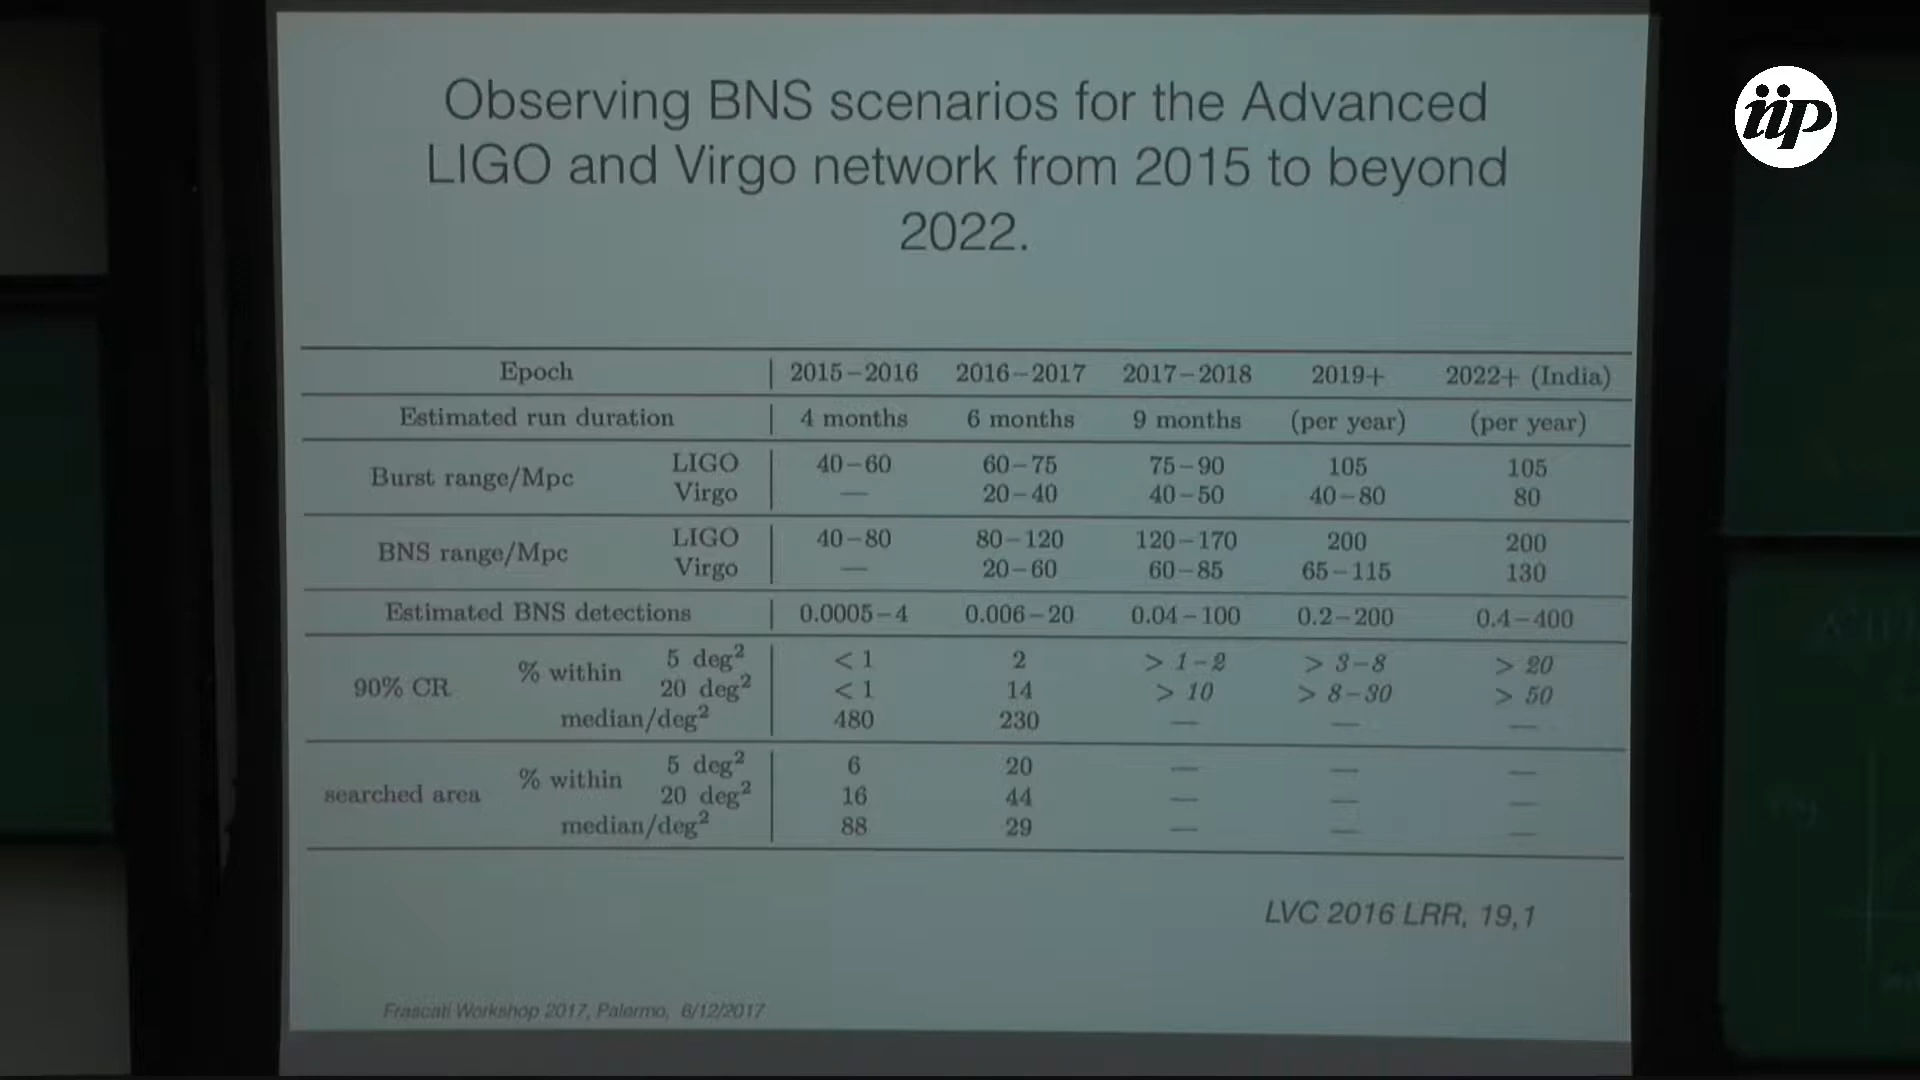 iip
Observing BNS scenarios for the Advanced
LIGO and Virgo network from 2015 to beyond
2022.
Epoch 2015–2016 2016–2017 2017–2018 2019+ 2022+ (India)
Estimated run duration 4 months 6 months 9 months (per year) (per year)
Burst range/Mpc LIGO 40–60 60–75 75–90 105 105
Virgo — 20–40 40–50 40–80 80
BNS range/Mpc LIGO 40–80 80–120 120–170 200 200
Virgo — 20–60 60–85 65–115 130
Estimated BNS detections 0.0005–4 0.006–20 0.04–100 0.2–200 0.4–400
90% CR % within 5 deg² < 1 2 > 1–2 > 3–8 > 20
20 deg² < 1 14 > 10 > 8–30 > 50
median/deg² 480 230 — — —
searched area % within 5 deg² 6 20 — — —
20 deg² 16 44 — — —
median/deg² 88 29 — — —
LVC 2016 LRR, 19,1
Frascati Workshop 2017, Palermo, 6/12/2017